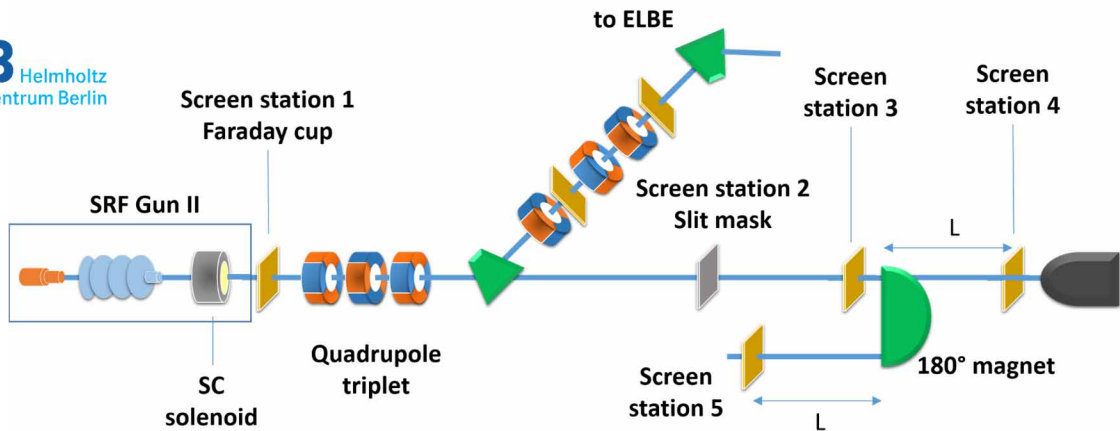 to ELBE
Helmholtz
Screen station 1
Faraday cup
Screen
station 3
Screen
station 4
Screen station 2
Slit mask
SRF Gun II
L
Quadrupole
triplet
SC
solenoid
Screen
station 5
180° magnet
L